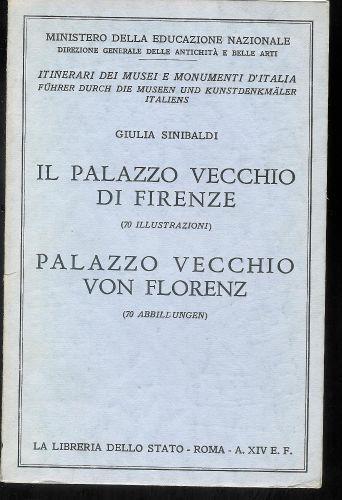 MINISTERO DELLA EDUCAZIONE NAZIONALE
DIREZIONE GENERALE DELLE ANTICHITÀ E BELLE ARTI
ITINERARI DEI MUSEI E MONUMENTI D'ITALIA
FÜHRER DURCH DIE MUSEEN UND KUNSTDENKMÄLER
ITALIENS
GIULIA SINIBALDI
IL PALAZZO VECCHIO
DI FIRENZE
(70 ILLUSTRAZIONI)
PALAZZO VECCHIO
VON FLORENZ
(70 ABBILDUNGEN)
LA LIBRERIA DELLO STATO - ROMA - A. XIV E. F.